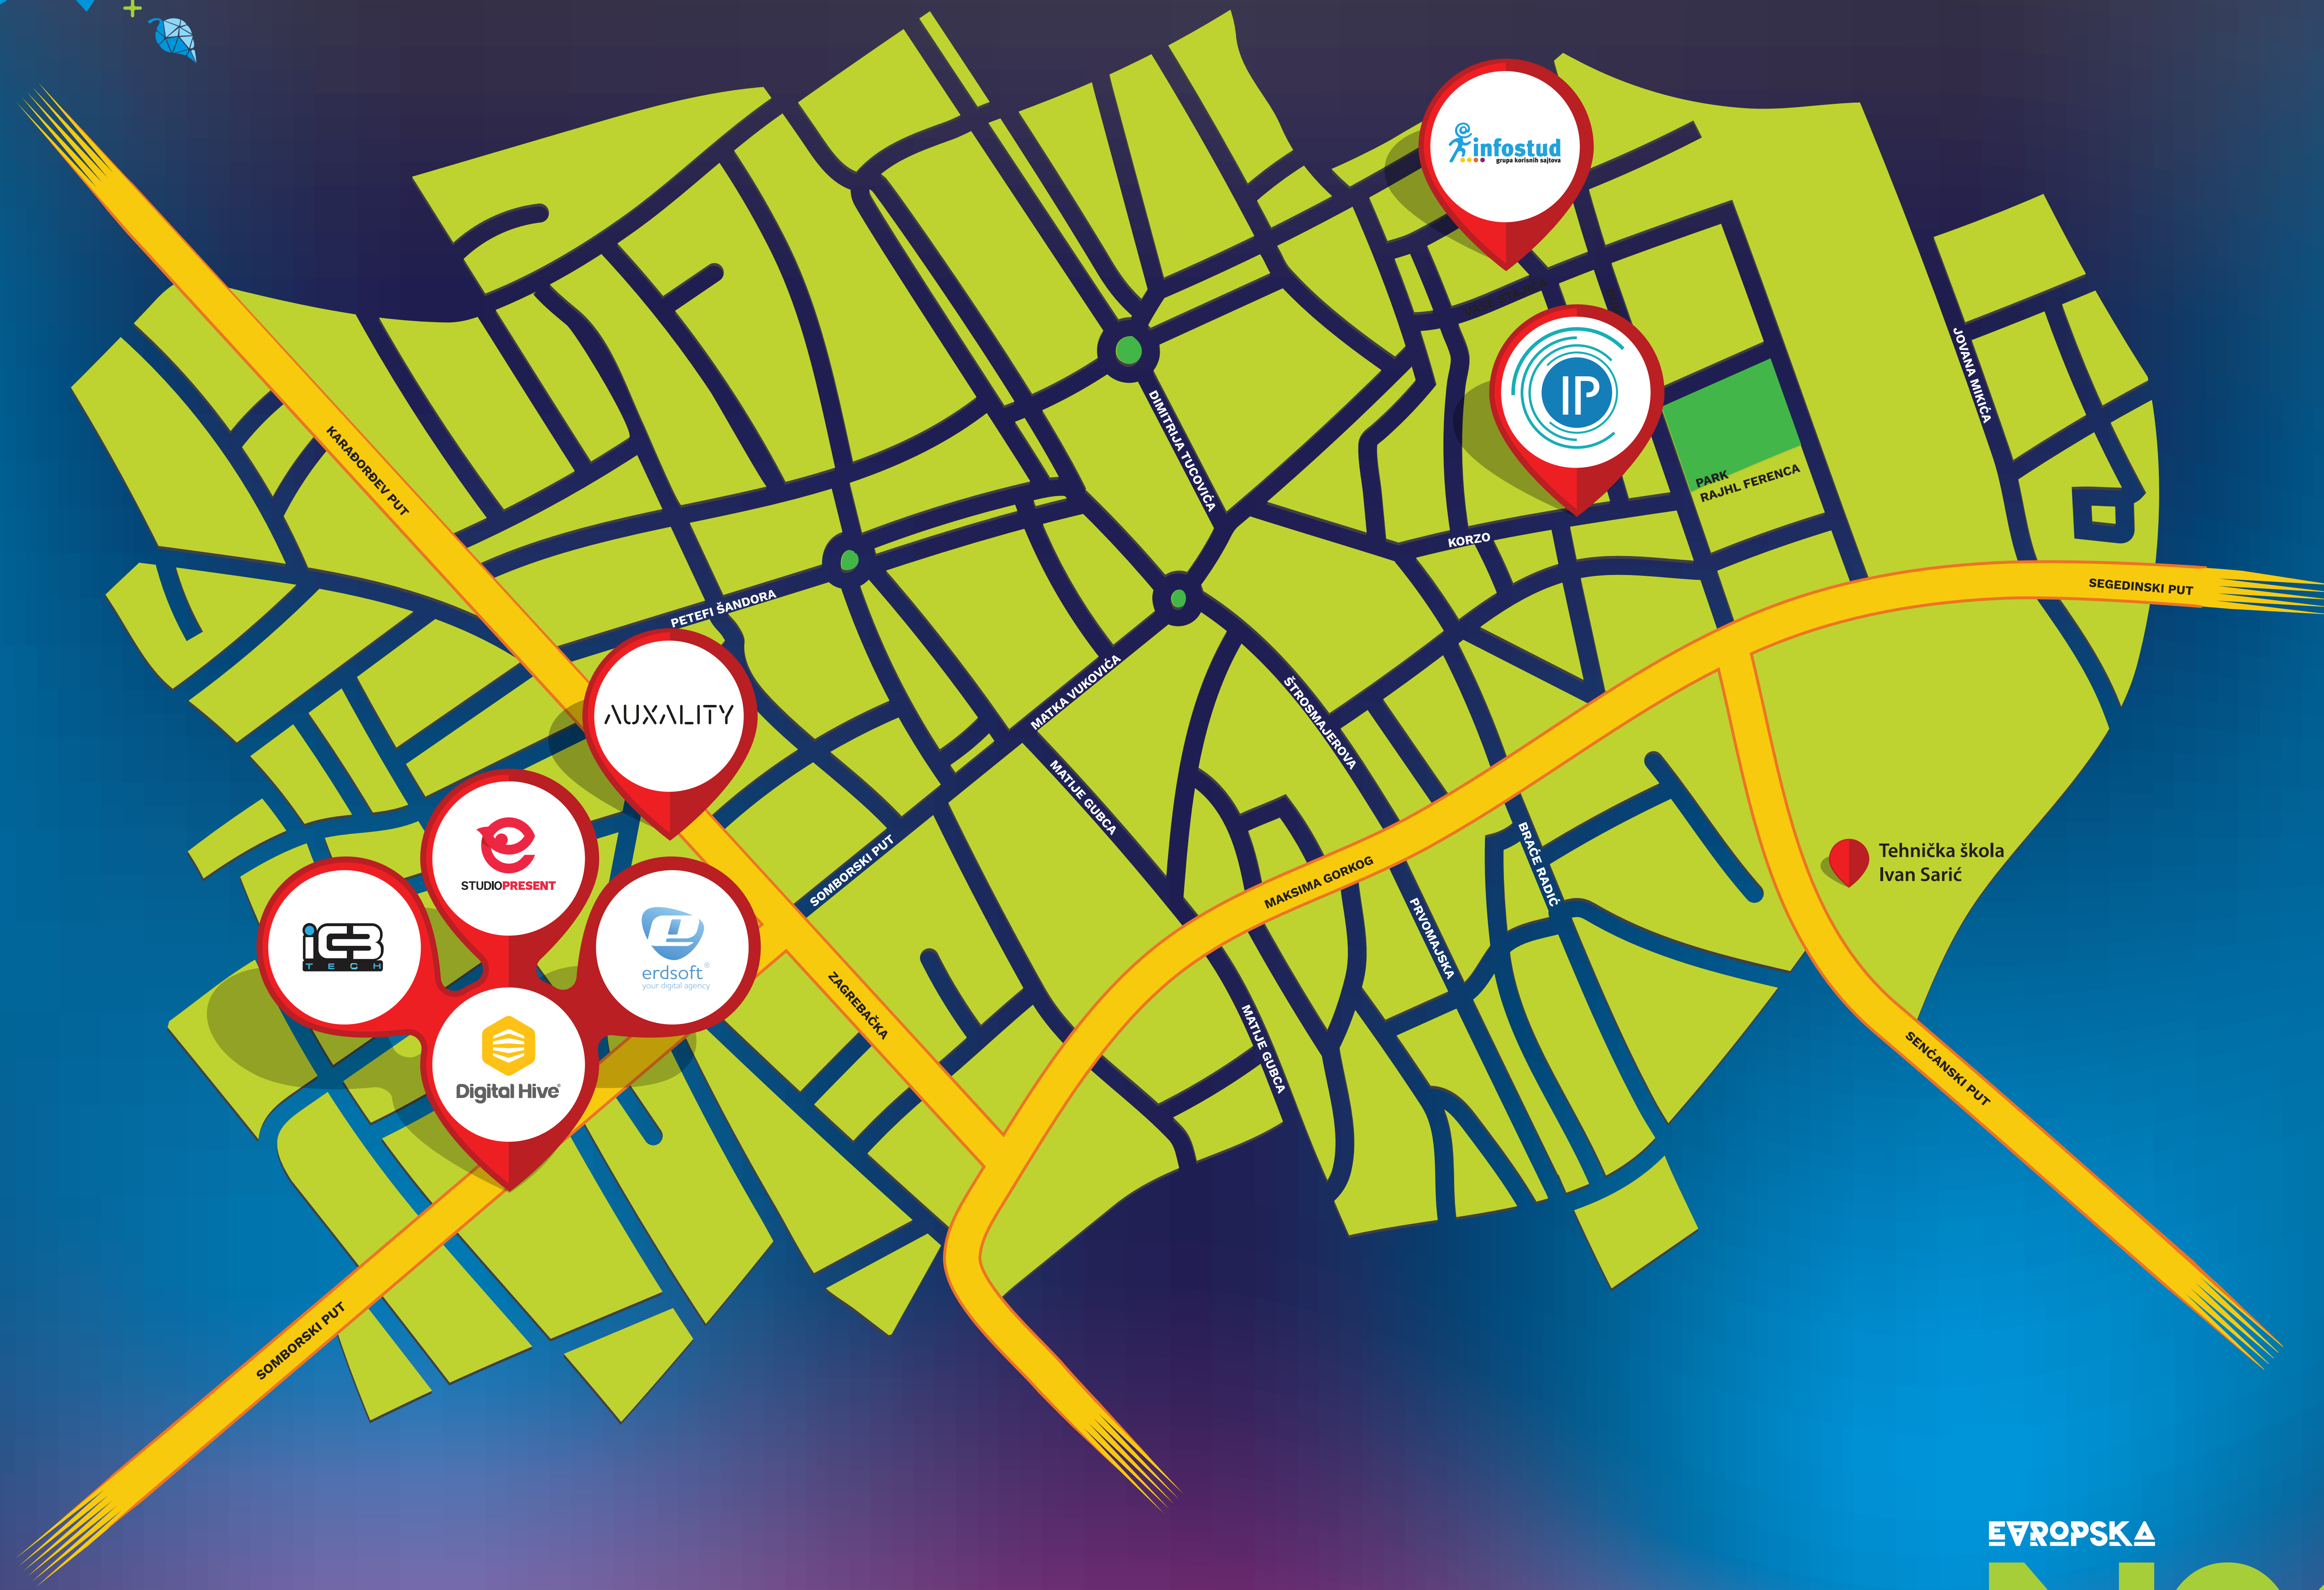 infostud
grupa korisnih sajtova
IP
JOVANA MIKIĆA
KARAĐORĐEV PUT
DIMITRIJA TUCOVIĆA
PARK
RAJHL FERENCA
KORZO
SEGEDINSKI PUT
PETEFI ŠANDORA
MATKA VUKOVIĆA
ŠTROSMAJEROVA
AUXALITY
MATIJE GUBCA
SOMBORSKI PUT
STUDIOPRESENT
BRAĆE RADIĆ
MAKSIMA GORKOG
Tehnička škola
Ivan Sarić
PRVOMAJSKA
iCB
TECH
erdsoft®
your digital agency
ZAGREBAČKA
MATIJE GUBCA
Digital Hive®
SENĆANSKI PUT
SOMBORSKI PUT
EVROPSKA